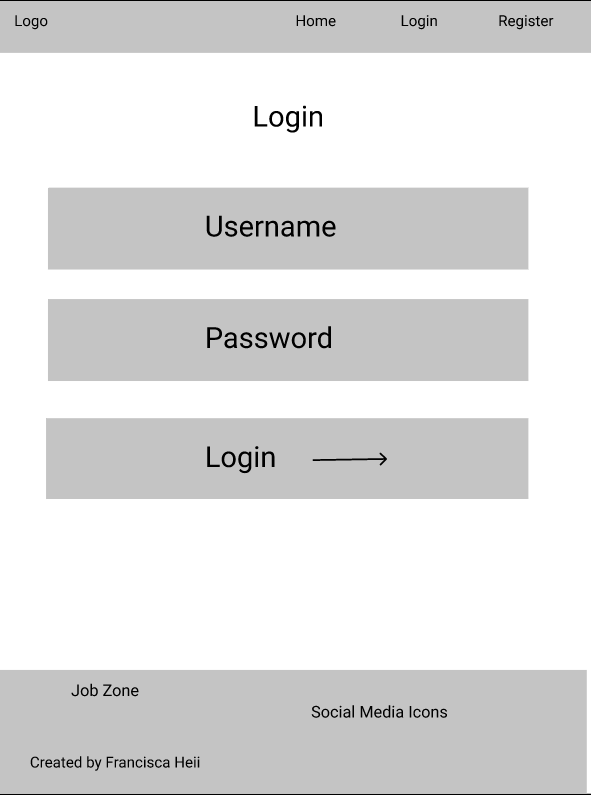 Logo Home Login Register
Login
Username
Password
Login
Job Zone
Social Media Icons
Created by Francisca Heii